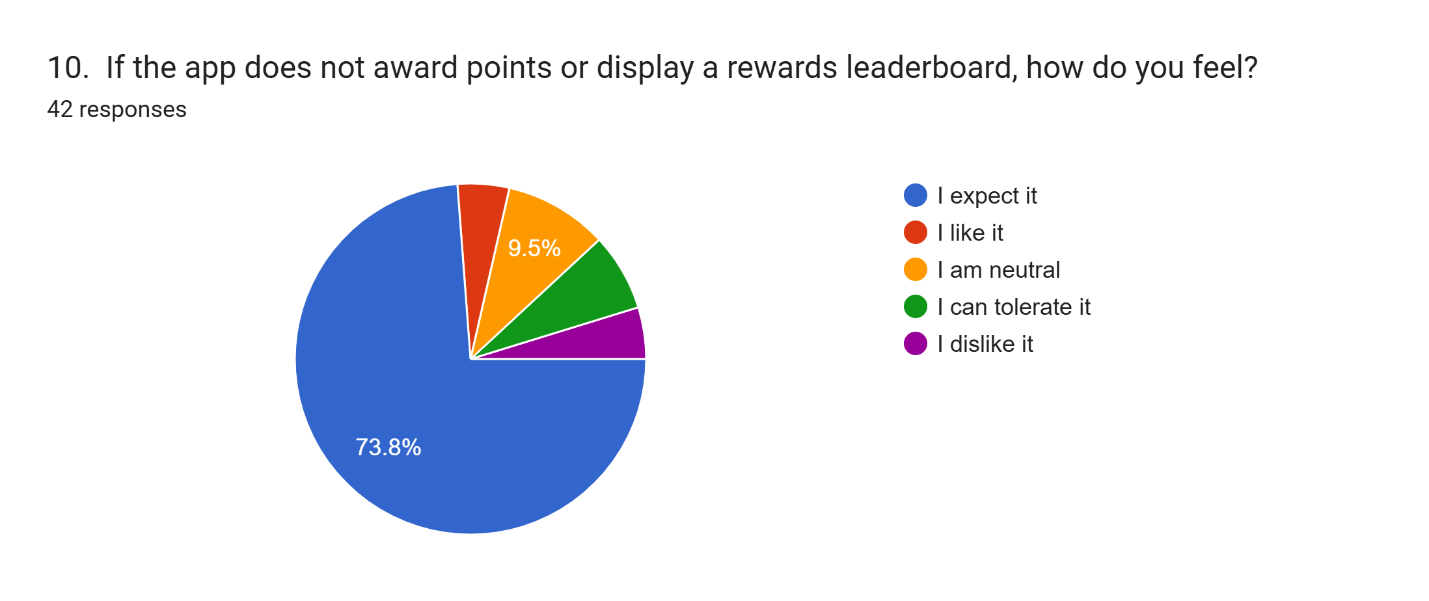 10. If the app does not award points or display a rewards leaderboard, how do you feel?
42 responses
I expect it
I like it
I am neutral
I can tolerate it
I dislike it
9.5%
73.8%